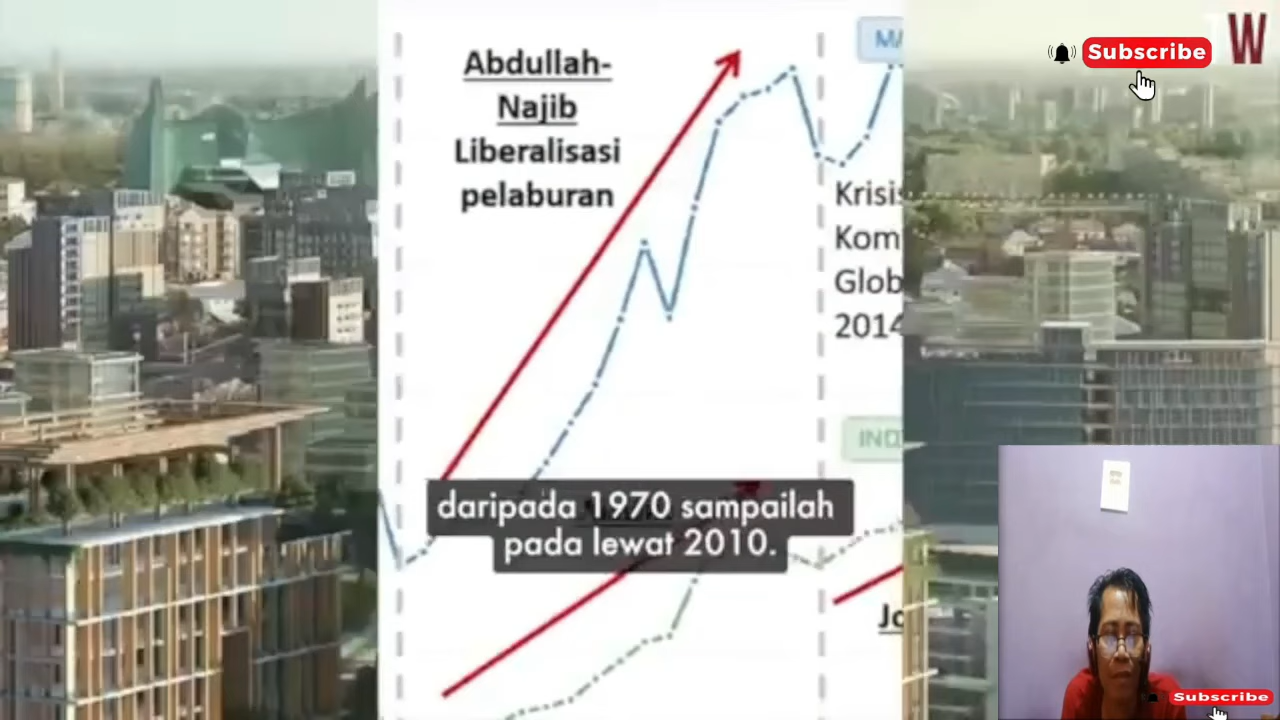 Abdullah-
Najib
Liberalisasi
pelaburan
Subscribe
W
Krisis
Kom
Glob
2014
daripada 1970 sampailah
pada lewat 2010.
Subscribe